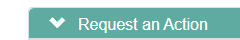 Request an Action